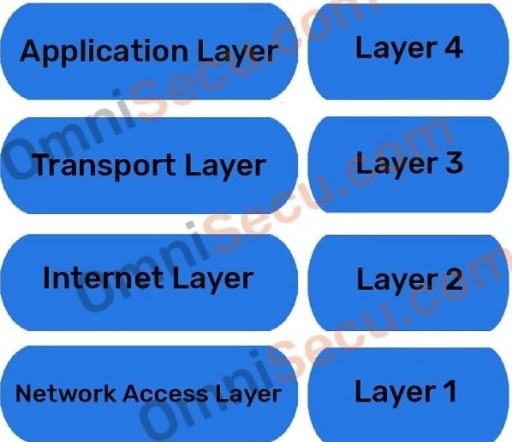 Application Layer Layer 4
Transport Layer Layer 3
Internet Layer Layer 2
Network Access Layer Layer 1
OmniSecu.com
OmniSecu.com
OmniSecu.com